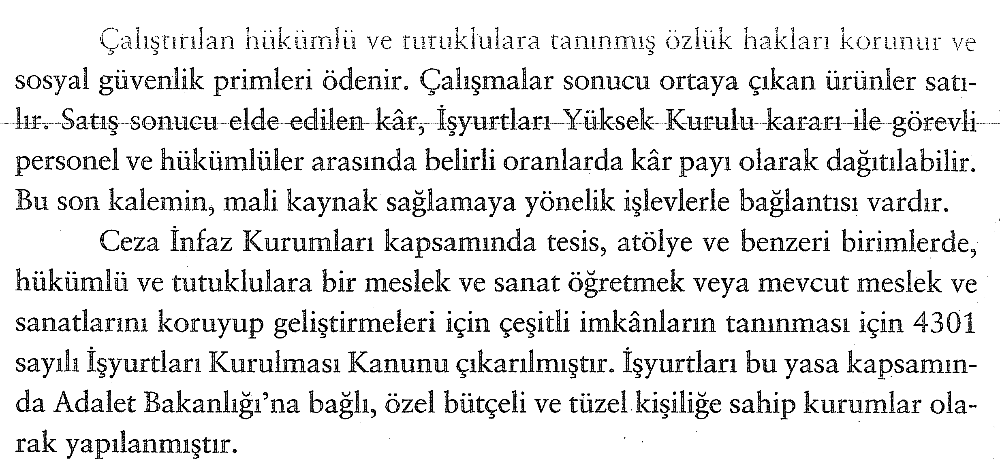 Çalıştırılan hükümlü ve tutuklulara tanınmış özlük hakları korunur ve
sosyal güvenlik primleri ödenir. Çalışmalar sonucu ortaya çıkan ürünler satı-
lır. Satış sonucu elde edilen kâr, İşyurtları Yüksek Kurulu kararı ile görevli
personel ve hükümlüler arasında belirli oranlarda kâr payı olarak dağıtılabilir.
Bu son kalemin, mali kaynak sağlamaya yönelik işlevlerle bağlantısı vardır.
Ceza İnfaz Kurumları kapsamında tesis, atölye ve benzeri birimlerde,
hükümlü ve tutuklulara bir meslek ve sanat öğretmek veya mevcut meslek ve
sanatlarını koruyup geliştirmeleri için çeşitli imkânların tanınması için 4301
sayılı İşyurtları Kurulması Kanunu çıkarılmıştır. İşyurtları bu yasa kapsamın-
da Adalet Bakanlığı’na bağlı, özel bütçeli ve tüzel kişiliğe sahip kurumlar ola-
rak yapılanmıştır.